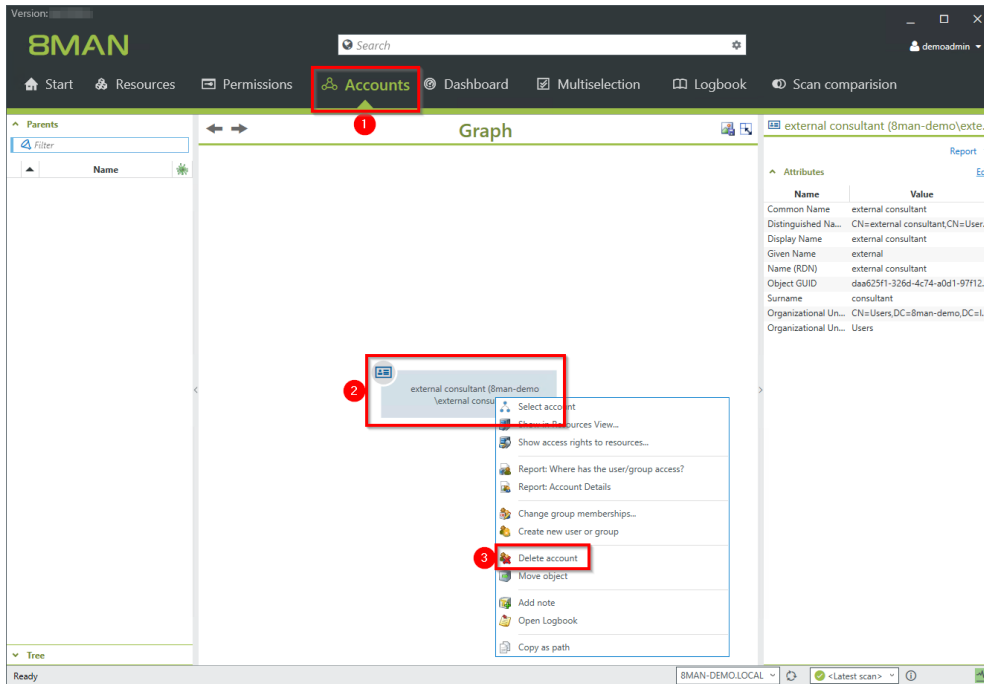 Version:
8MAN
Search
demoadmin
Start
Resources
Permissions
Accounts
Dashboard
Multiselection
Logbook
Scan comparision
1
Parents
Filter
Name
Graph
external consultant (8man-demo\exte...
Report
Attributes
Name Value
Common Name external consultant
Distinguished Na... CN=external consultant,CN=User...
Display Name external consultant
Given Name external
Name (RDN) external consultant
Object GUID daa625f1-326d-4c74-a0d1-97f12...
Surname consultant
Organizational Un... CN=Users,DC=8man-demo,DC=l...
Organizational Un... Users
2
external consultant (8man-demo
\external consu
Select account
Show in Resources View...
Show access rights to resources...
Report: Where has the user/group access?
Report: Account Details
Change group memberships...
Create new user or group
3
Delete account
Move object
Add note
Open Logbook
Copy as path
Tree
Ready
8MAN-DEMO.LOCAL
<Latest scan>